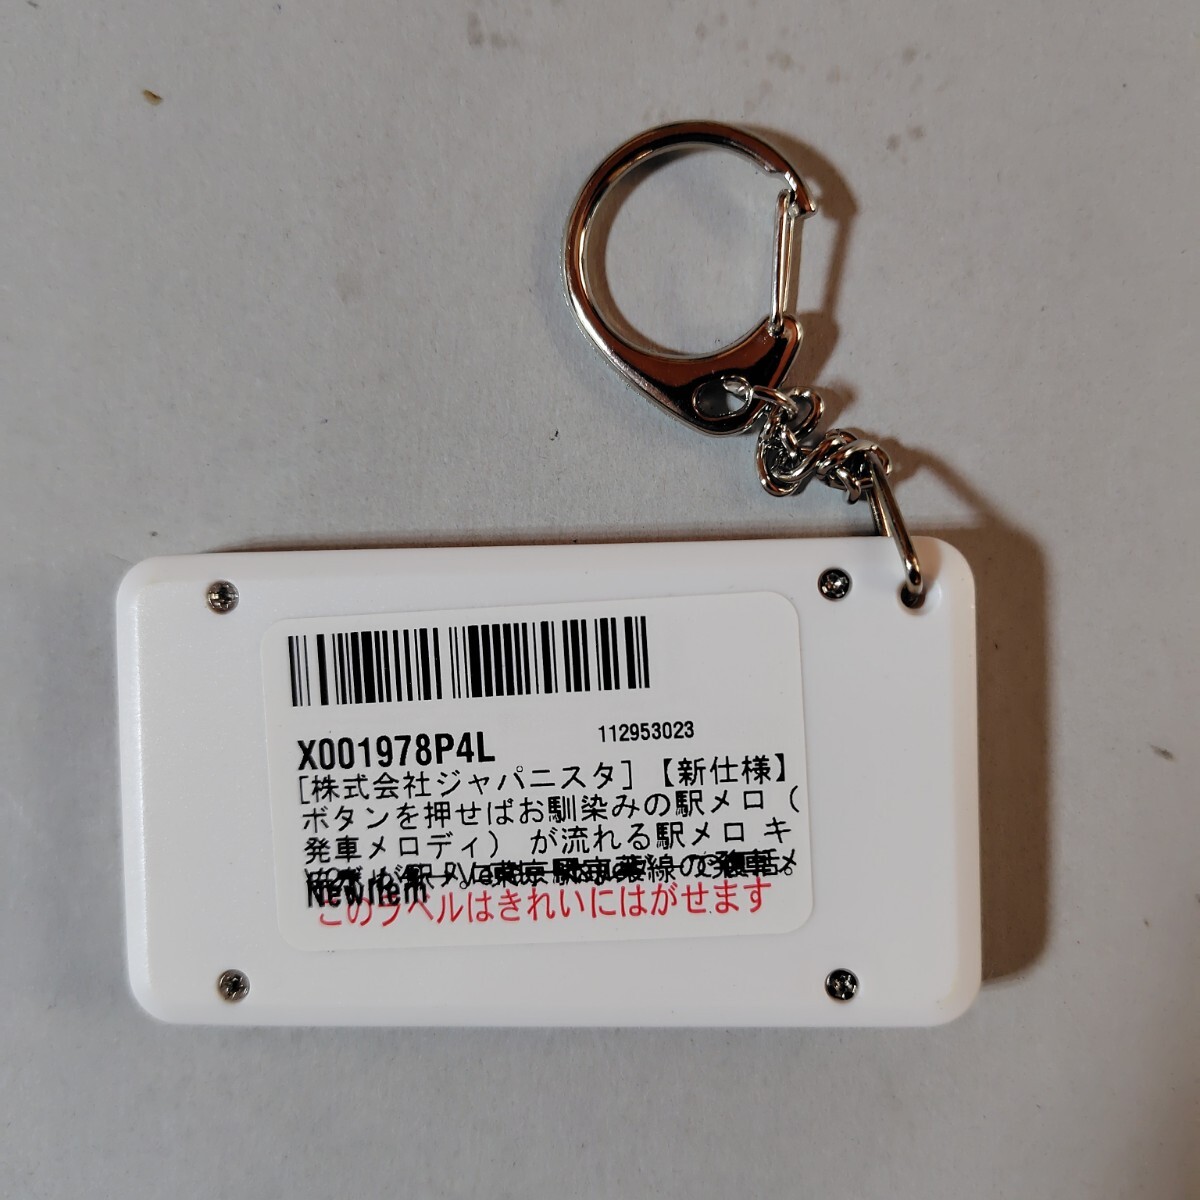 X001978P4L
112953023
[株式会社ジャパニスタ] 【新仕様】
ボタンを押せばお馴染みの駅メロ (
発車メロディ) が流れる駅メロ キ
New item
このラベルはきれいにはがせます